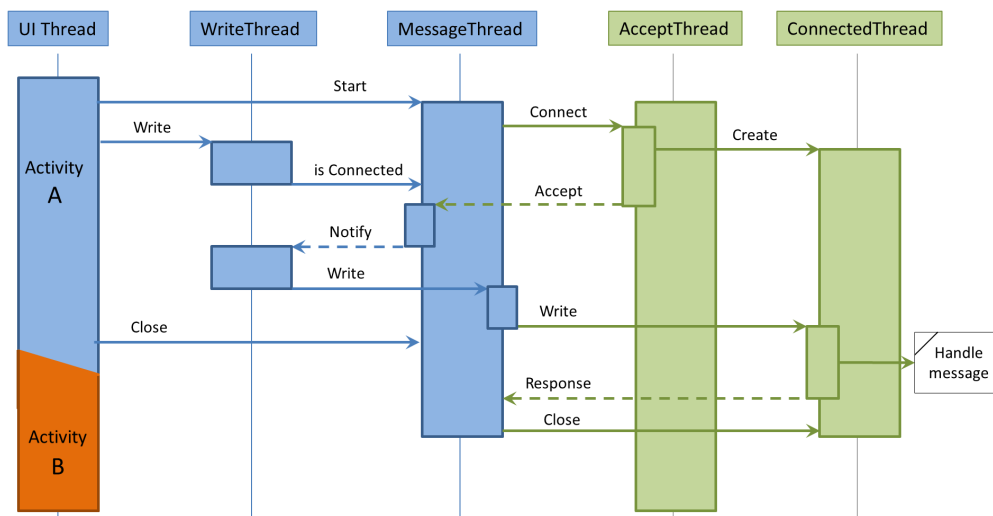 UI Thread
WriteThread
MessageThread
AcceptThread
ConnectedThread
Start
Connect
Write
Create
Activity
A
is Connected
Accept
Notify
Write
Write
Close
Handle
message
Response
Close
Activity
B